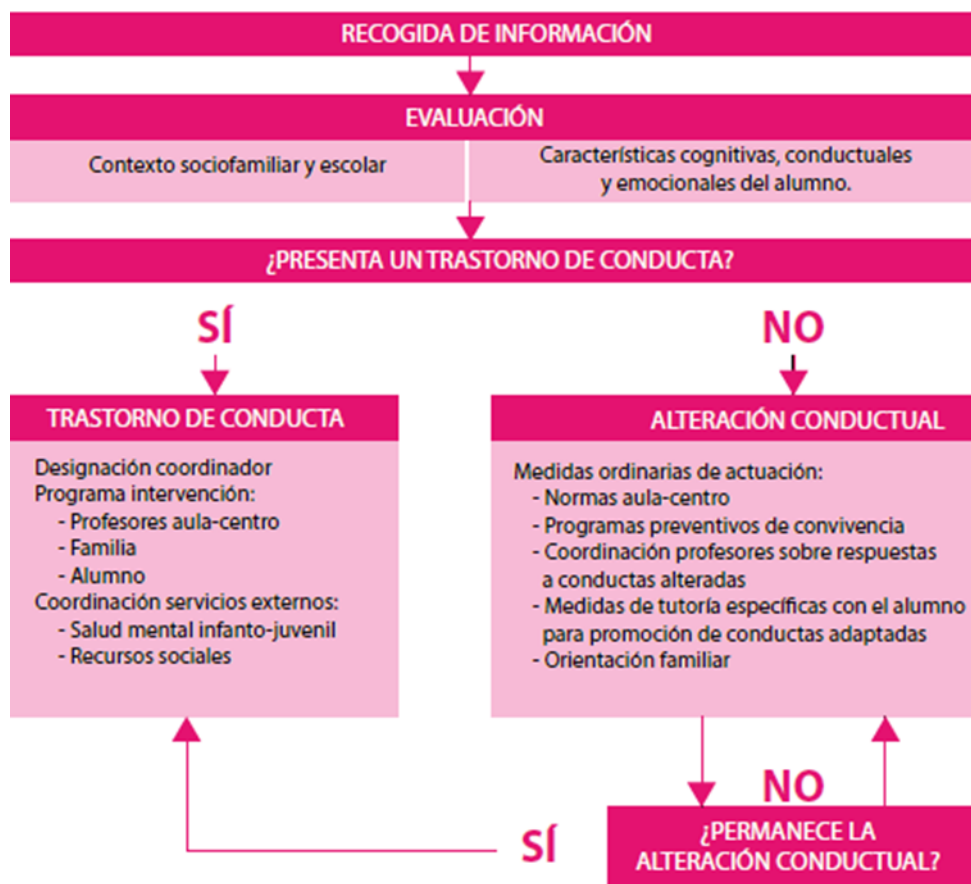 RECOGIDA DE INFORMACIÓN
EVALUACIÓN
Contexto sociofamiliar y escolar
Características cognitivas, conductuales
y emocionales del alumno.
¿PRESENTA UN TRASTORNO DE CONDUCTA?
SÍ
NO
TRASTORNO DE CONDUCTA
Designación coordinador
Programa intervención:
- Profesores aula-centro
- Familia
- Alumno
Coordinación servicios externos:
- Salud mental infanto-juvenil
- Recursos sociales
ALTERACIÓN CONDUCTUAL
Medidas ordinarias de actuación:
- Normas aula-centro
- Programas preventivos de convivencia
- Coordinación profesores sobre respuestas
a conductas alteradas
- Medidas de tutoría específicas con el alumno
para promoción de conductas adaptadas
- Orientación familiar
NO
SÍ
¿PERMANECE LA
ALTERACIÓN CONDUCTUAL?